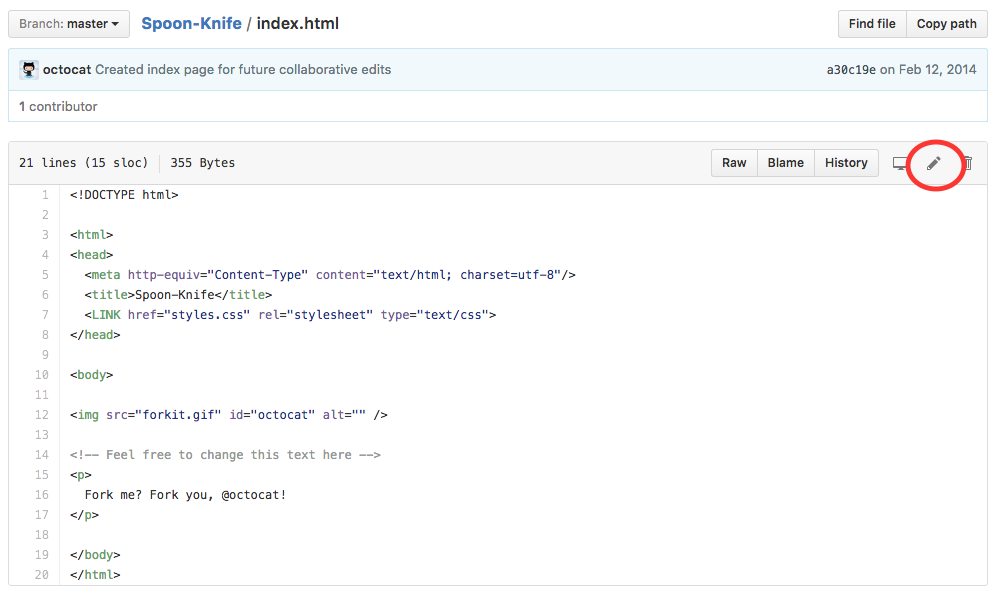 Branch: master Spoon-Knife / index.html Find file Copy path
octocat Created index page for future collaborative edits a30c19e on Feb 12, 2014
1 contributor
21 lines (15 sloc) 355 Bytes Raw Blame History
1 <!DOCTYPE html>
2
3 <html>
4 <head>
5 <meta http-equiv="Content-Type" content="text/html; charset=utf-8"/>
6 <title>Spoon-Knife</title>
7 <LINK href="styles.css" rel="stylesheet" type="text/css">
8 </head>
9
10 <body>
11
12 <img src="forkit.gif" id="octocat" alt="" />
13
14 <!-- Feel free to change this text here -->
15 <p>
16 Fork me? Fork you, @octocat!
17 </p>
18
19 </body>
20 </html>